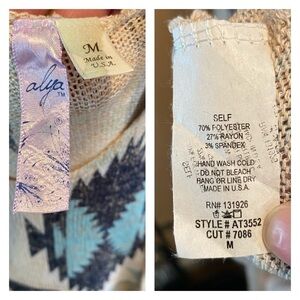 alya
TM
M
Made in
U.S.A.
SELF
70% POLYESTER
27% RAYON
3% SPANDEX
HAND WASH COLD
DO NOT BLEACH
HANG OR LINE DRY
MADE IN U.S.A.
RN# 131926
STYLE # AT3552
CUT # 7086
M